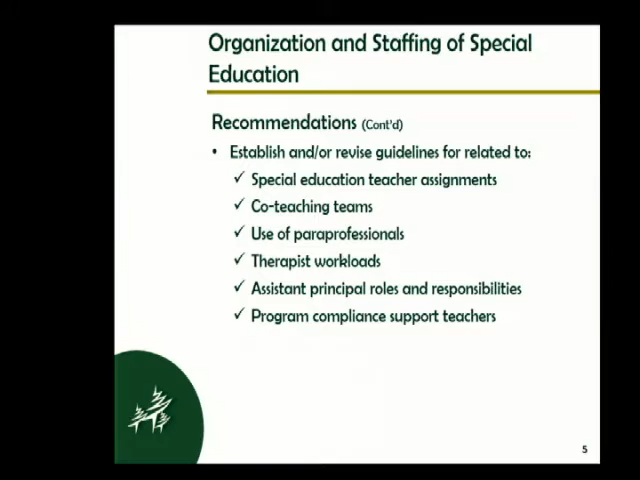 Organization and Staffing of Special
Education
Recommendations (Cont'd)
• Establish and/or revise guidelines for related to:
✓ Special education teacher assignments
✓ Co-teaching teams
✓ Use of paraprofessionals
✓ Therapist workloads
✓ Assistant principal roles and responsibilities
✓ Program compliance support teachers
5